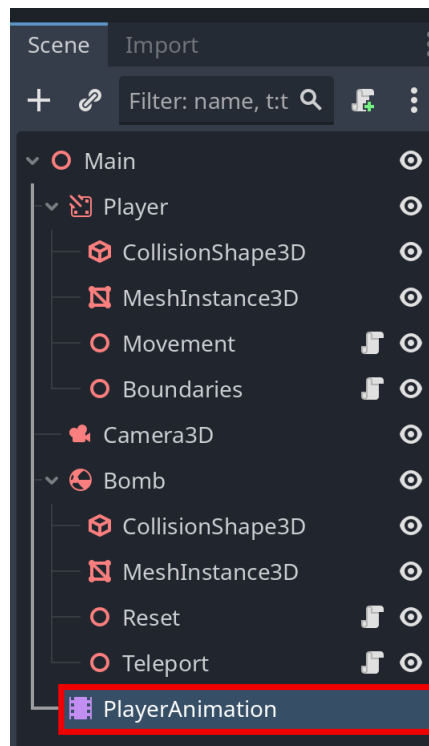 Scene Import
Filter: name, t:t
Main
Player
CollisionShape3D
MeshInstance3D
Movement
Boundaries
Camera3D
Bomb
CollisionShape3D
MeshInstance3D
Reset
Teleport
PlayerAnimation